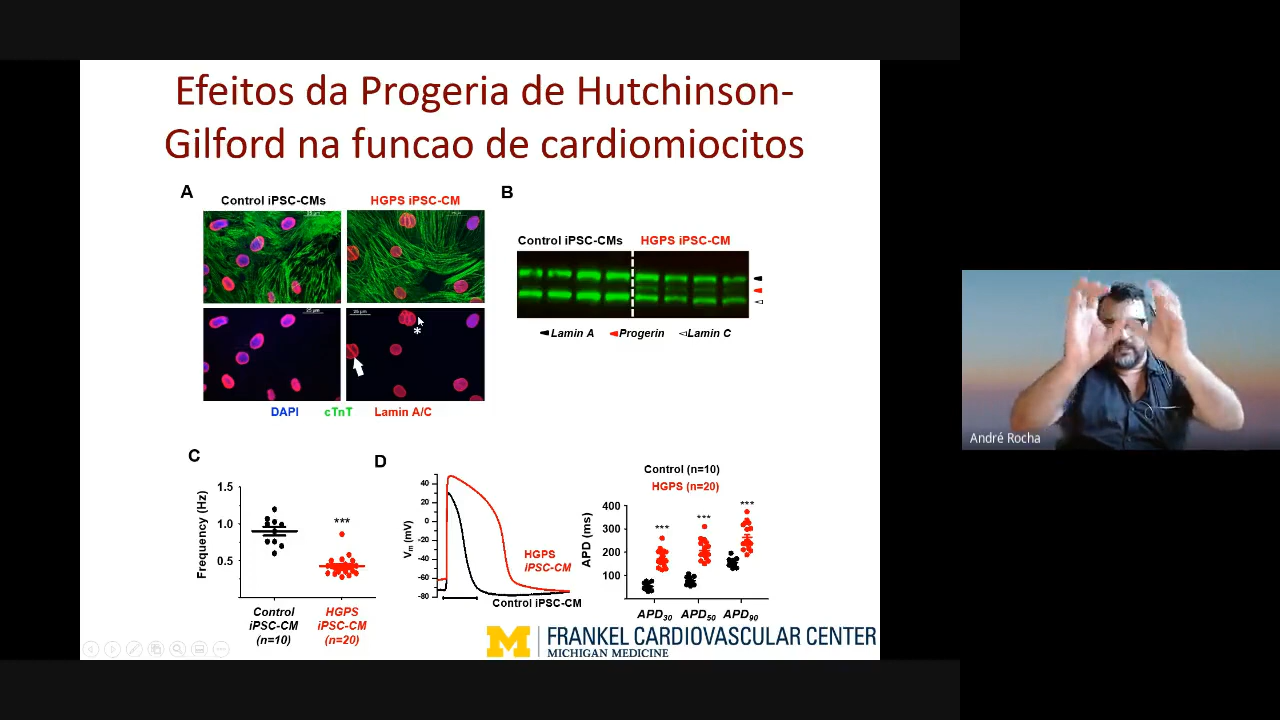 Efeitos da Progeria de Hutchinson-
Gilford na funcao de cardiomiocitos
A
Control iPSC-CMs
HGPS iPSC-CM
25 μm
DAPI
cTnT
Lamin A/C
*
B
Control iPSC-CMs
HGPS iPSC-CM
Lamin A
Progerin
Lamin C
C
Frequency (Hz)
1.5
1.0
0.5
***
Control
iPSC-CM
(n=10)
HGPS
iPSC-CM
(n=20)
D
Vm (mV)
40
20
0
-20
-40
-60
-80
HGPS
iPSC-CM
Control iPSC-CM
Control (n=10)
HGPS (n=20)
APD (ms)
400
300
200
100
***
***
***
APD30
APD50
APD90
M
FRANKEL CARDIOVASCULAR CENTER
MICHIGAN MEDICINE
André Rocha